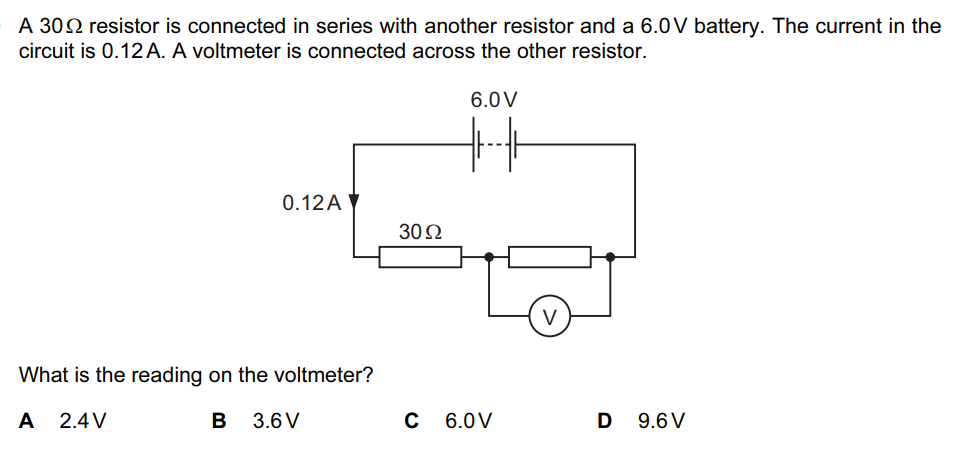 A 30Ω resistor is connected in series with another resistor and a 6.0V battery. The current in the
circuit is 0.12A. A voltmeter is connected across the other resistor.
6.0V
0.12A
30Ω
V
What is the reading on the voltmeter?
A 2.4V B 3.6V C 6.0V D 9.6V